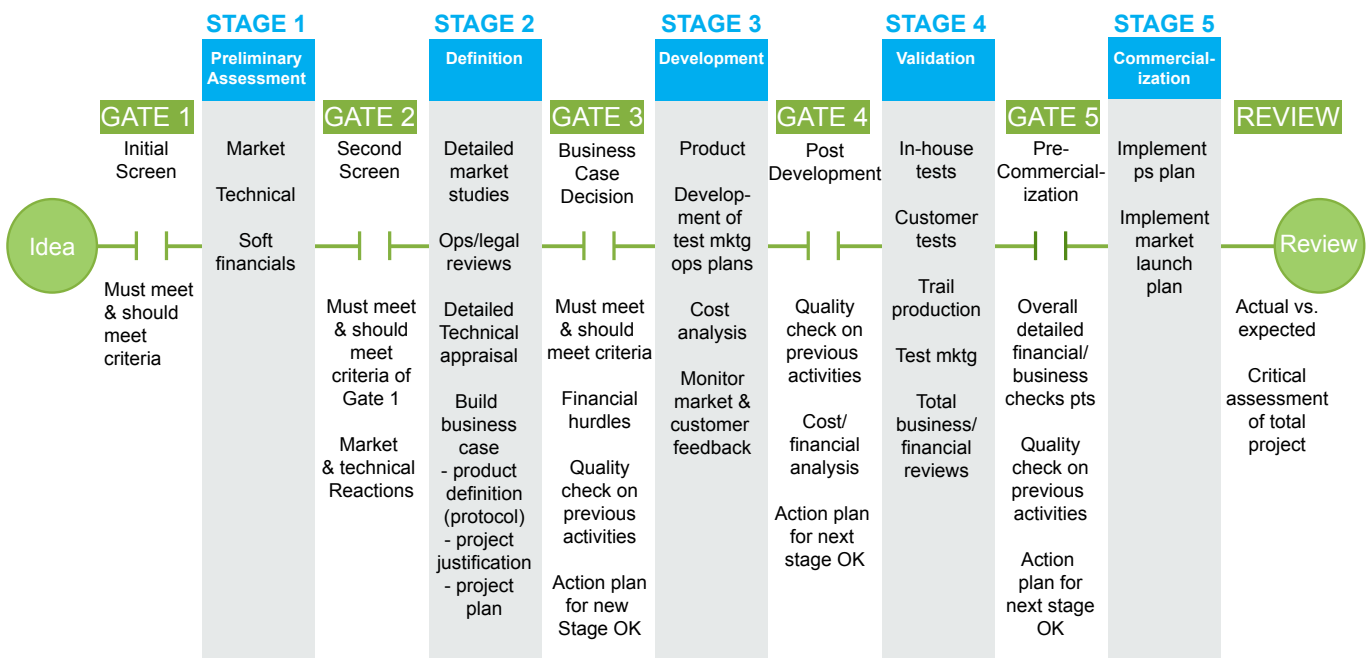 STAGE 1
Preliminary
Assessment
Market
Technical
Soft
financials
STAGE 2
Definition
Detailed
market
studies
Ops/legal
reviews
Detailed
Technical
appraisal
Build
business
case
- product
definition
(protocol)
- project
justification
- project
plan
STAGE 3
Development
Product
Develop-
ment of
test mktg
ops plans
Cost
analysis
Monitor
market &
customer
feedback
STAGE 4
Validation
In-house
tests
Customer
tests
Trail
production
Test mktg
Total
business/
financial
reviews
STAGE 5
Commercial-
ization
Implement
ps plan
Implement
market
launch
plan
Idea
GATE 1
Initial
Screen
Must meet
& should
meet
criteria
GATE 2
Second
Screen
Must meet
& should
meet
criteria of
Gate 1
Market
& technical
Reactions
GATE 3
Business
Case
Decision
Must meet
& should
meet criteria
Financial
hurdles
Quality
check on
previous
activities
Action plan
for new
Stage OK
GATE 4
Post
Development
Quality
check on
previous
activities
Cost/
financial
analysis
Action plan
for next
stage OK
GATE 5
Pre-
Commercial-
ization
Overall
detailed
financial/
business
checks pts
Quality
check on
previous
activities
Action
plan for
next stage
OK
REVIEW
Review
Actual vs.
expected
Critical
assessment
of total
project